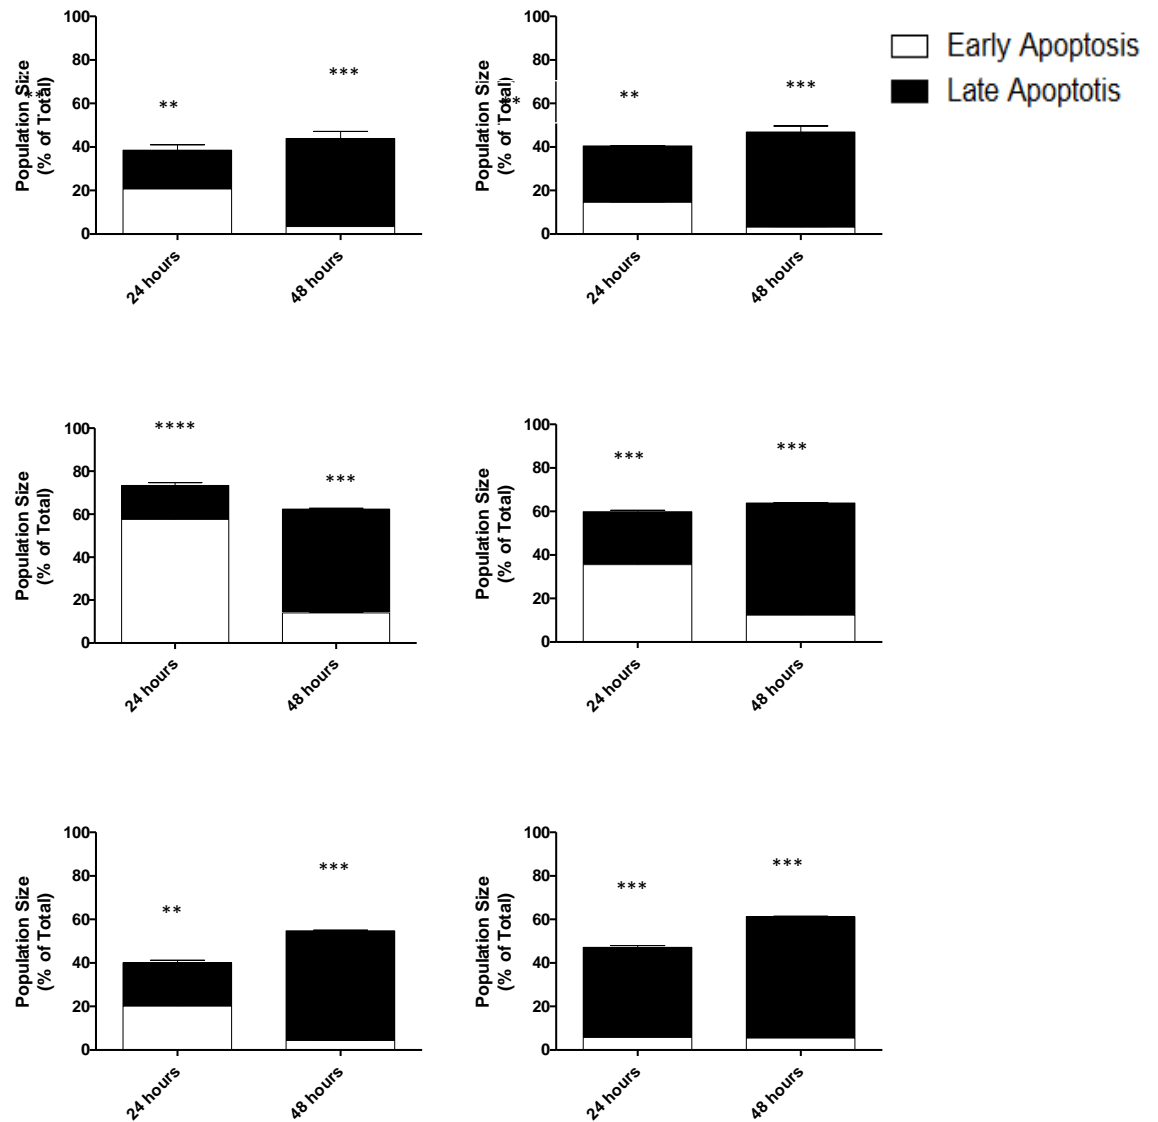 Early Apoptosis
Late Apoptotis
Population Size
(% of Total)
100
80
60
40
20
0
**
***
24 hours
48 hours
Population Size
(% of Total)
100
80
60
40
20
0
*
**
***
24 hours
48 hours
Population Size
(% of Total)
100
80
60
40
20
0
****
***
24 hours
48 hours
Population Size
(% of Total)
100
80
60
40
20
0
***
***
24 hours
48 hours
Population Size
(% of Total)
100
80
60
40
20
0
**
***
24 hours
48 hours
Population Size
(% of Total)
100
80
60
40
20
0
***
***
24 hours
48 hours